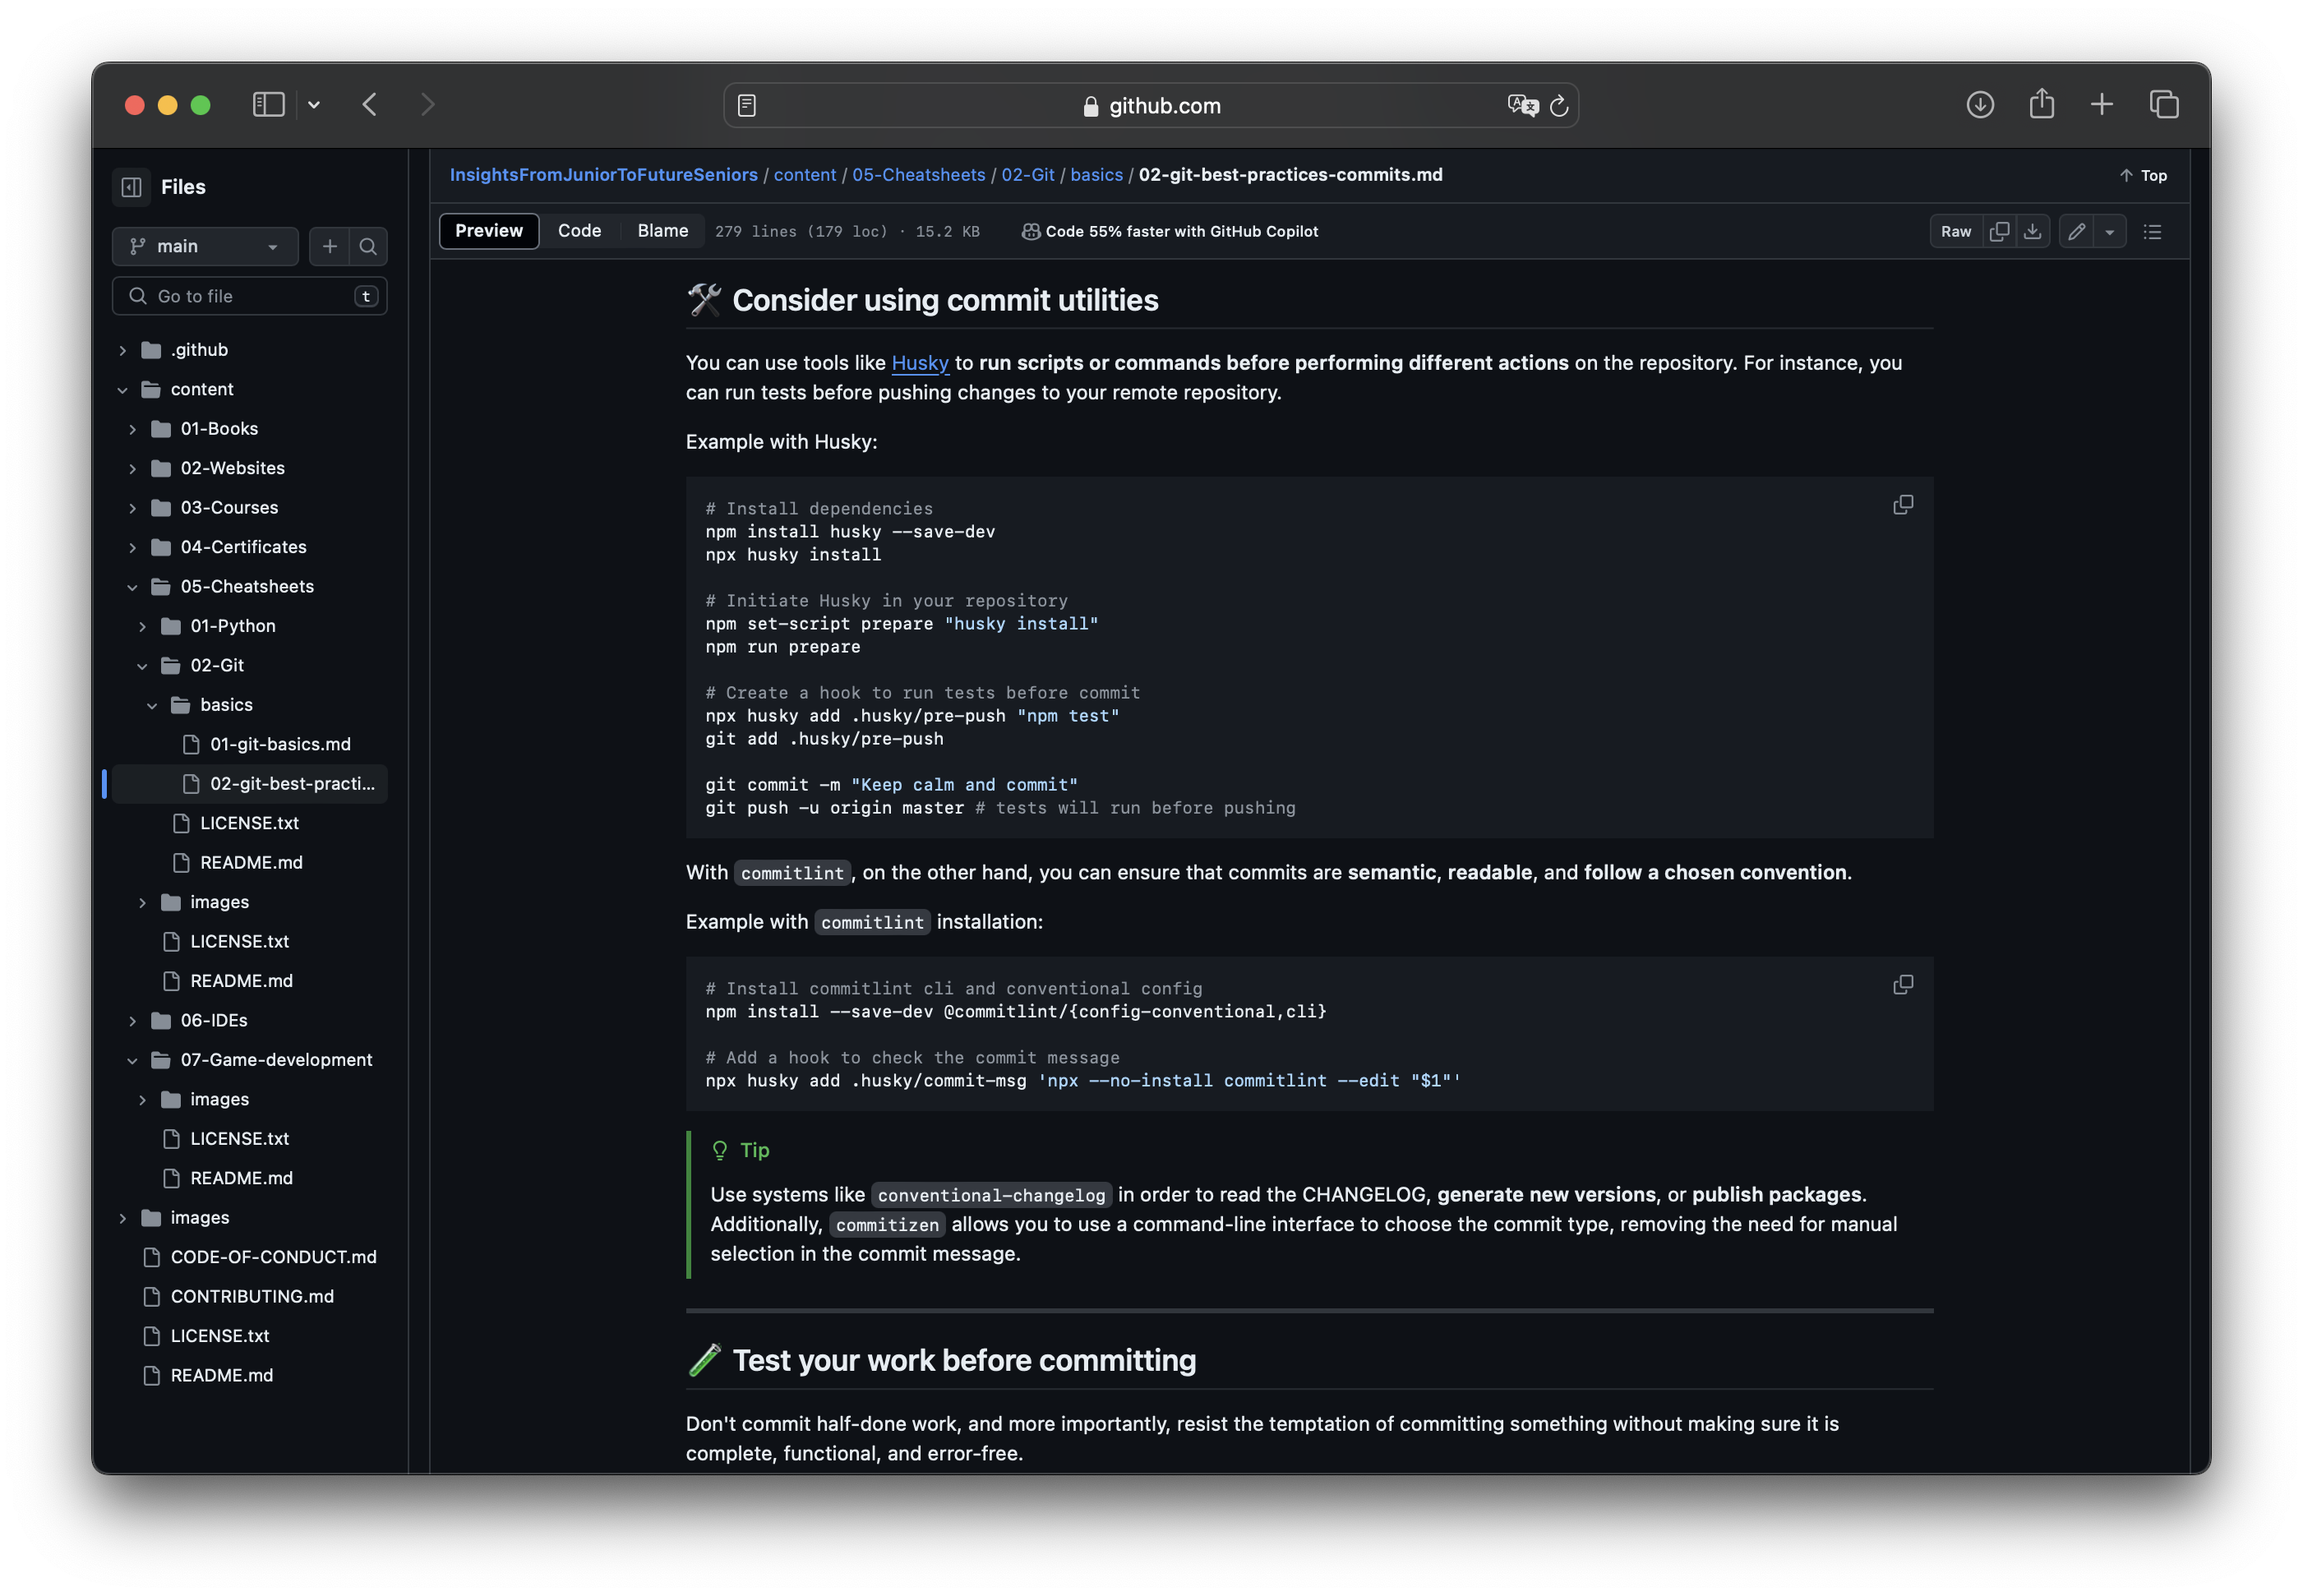 github.com
Files
main
Go to file
t
.github
content
01-Books
02-Websites
03-Courses
04-Certificates
05-Cheatsheets
01-Python
02-Git
basics
01-git-basics.md
02-git-best-practi...
LICENSE.txt
README.md
images
LICENSE.txt
README.md
06-IDEs
07-Game-development
images
LICENSE.txt
README.md
images
CODE-OF-CONDUCT.md
CONTRIBUTING.md
LICENSE.txt
README.md
InsightsFromJuniorToFutureSeniors / content / 05-Cheatsheets / 02-Git / basics / 02-git-best-practices-commits.md
Top
Preview Code Blame 279 lines (179 loc) · 15.2 KB Code 55% faster with GitHub Copilot Raw
🛠️ Consider using commit utilities
You can use tools like Husky to run scripts or commands before performing different actions on the repository. For instance, you
can run tests before pushing changes to your remote repository.
Example with Husky:
# Install dependencies
npm install husky --save-dev
npx husky install
# Initiate Husky in your repository
npm set-script prepare "husky install"
npm run prepare
# Create a hook to run tests before commit
npx husky add .husky/pre-push "npm test"
git add .husky/pre-push
git commit -m "Keep calm and commit"
git push -u origin master # tests will run before pushing
With commitlint, on the other hand, you can ensure that commits are semantic, readable, and follow a chosen convention.
Example with commitlint installation:
# Install commitlint cli and conventional config
npm install --save-dev @commitlint/{config-conventional,cli}
# Add a hook to check the commit message
npx husky add .husky/commit-msg 'npx --no-install commitlint --edit "$1"'
Tip
Use systems like conventional-changelog in order to read the CHANGELOG, generate new versions, or publish packages.
Additionally, commitizen allows you to use a command-line interface to choose the commit type, removing the need for manual
selection in the commit message.
🧪 Test your work before committing
Don't commit half-done work, and more importantly, resist the temptation of committing something without making sure it is
complete, functional, and error-free.